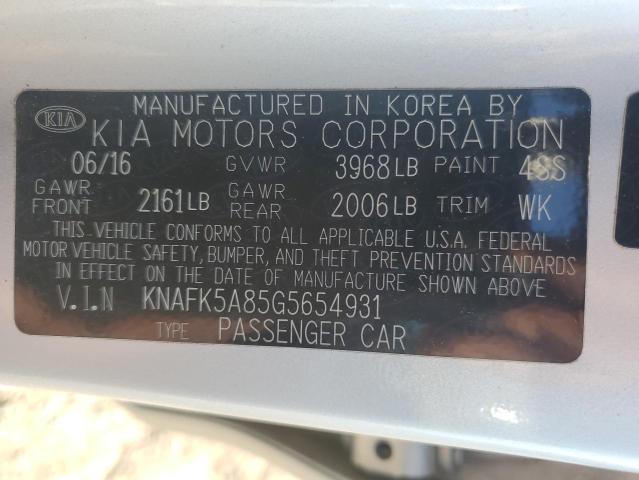 MANUFACTURED IN KOREA BY
KIA KIA MOTORS CORPORATION
06/16 GVWR 3968LB PAINT 4SS
GAWR FRONT 2161LB GAWR REAR 2006LB TRIM WK
THIS VEHICLE CONFORMS TO ALL APPLICABLE U.S.A. FEDERAL
MOTOR VEHICLE SAFETY, BUMPER, AND THEFT PREVENTION STANDARDS
IN EFFECT ON THE DATE OF MANUFACTURE SHOWN ABOVE.
V.I.N KNAFK5A85G5654931
TYPE PASSENGER CAR